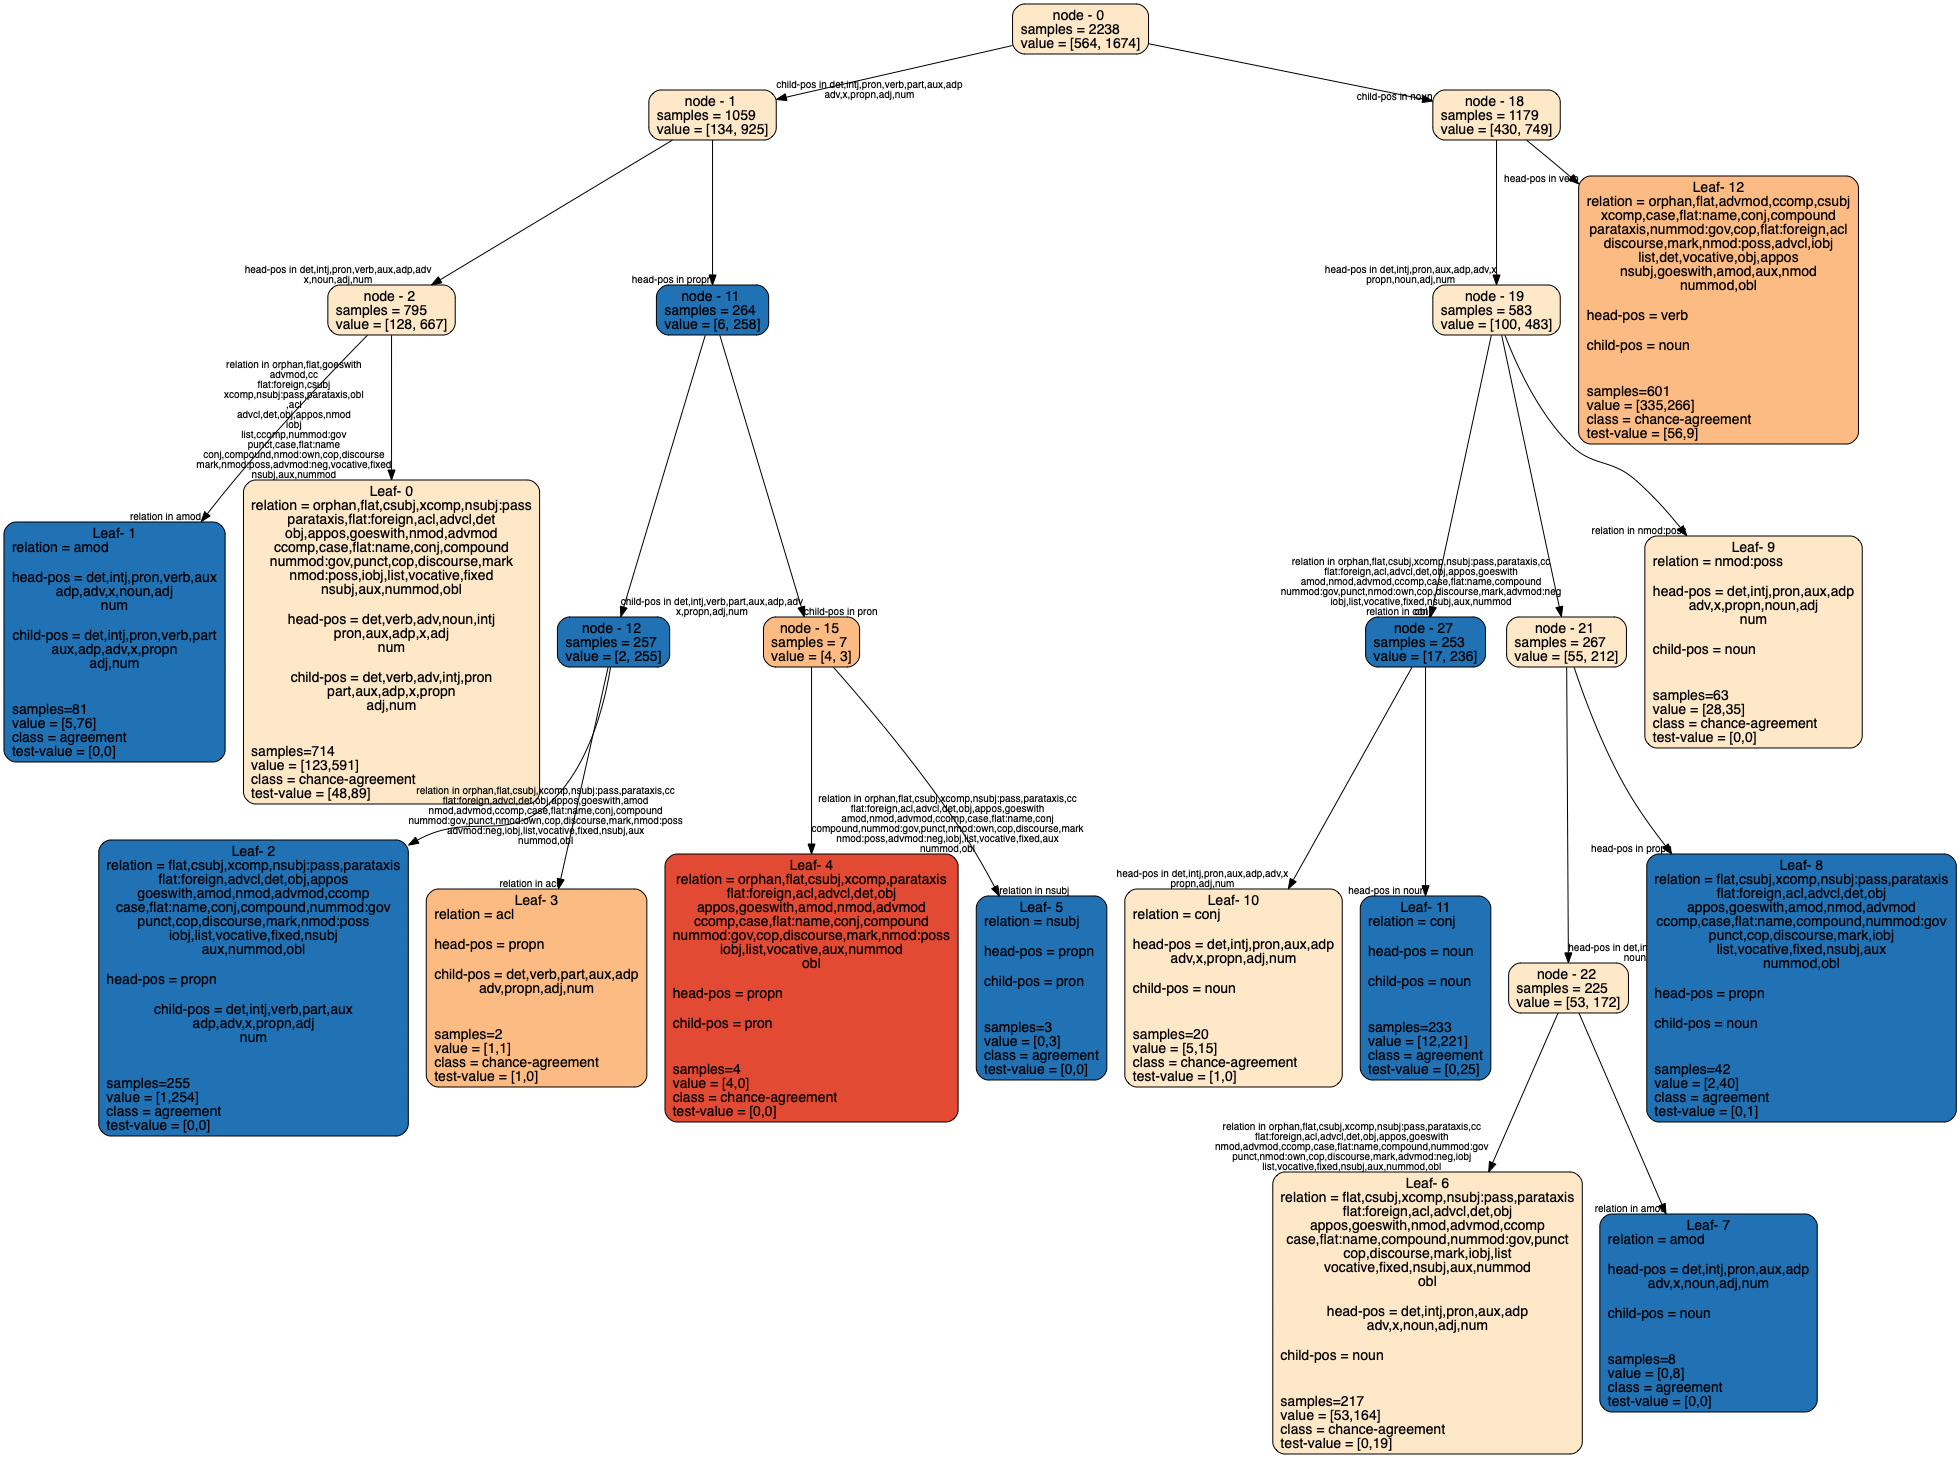 node - 0
samples = 2238
value = [564, 1674]
child-pos in det,intj,pron,verb,part,aux,adp
adv,x,propn,adj,num
child-pos in noun
node - 1
samples = 1059
value = [134, 925]
node - 18
samples = 1179
value = [430, 749]
head-pos in det,intj,pron,verb,aux,adp,adv
x,noun,adj,num
head-pos in propn
head-pos in det,intj,pron,aux,adp,adv,x
propn,noun,adj,num
head-pos in verb
Leaf- 12
relation = orphan,flat,advmod,ccomp,csubj
xcomp,case,flat:name,conj,compound
parataxis,nummod:gov,cop,flat:foreign,acl
discourse,mark,nmod:poss,advcl,iobj
list,det,vocative,obj,appos
nsubj,goeswith,amod,aux,nmod
nummod,obl
head-pos = verb
child-pos = noun
samples=601
value = [335,266]
class = chance-agreement
test-value = [56,9]
node - 2
samples = 795
value = [128, 667]
node - 11
samples = 264
value = [6, 258]
node - 19
samples = 583
value = [100, 483]
relation in orphan,flat,goeswith
advmod,cc
flat:foreign,csubj
xcomp,nsubj:pass,parataxis,obl
,acl
advcl,det,obj,appos,nmod
iobj
list,ccomp,nummod:gov
punct,case,flat:name
conj,compound,nmod:own,cop,discourse
mark,nmod:poss,advmod:neg,vocative,fixed
nsubj,aux,nummod
relation in amod
Leaf- 1
relation = amod
head-pos = det,intj,pron,verb,aux
adp,adv,x,noun,adj
num
child-pos = det,intj,pron,verb,part
aux,adp,adv,x,propn
adj,num
samples=81
value = [5,76]
class = agreement
test-value = [0,0]
Leaf- 0
relation = orphan,flat,csubj,xcomp,nsubj:pass
parataxis,flat:foreign,acl,advcl,det
obj,appos,goeswith,nmod,advmod
ccomp,case,flat:name,conj,compound
nummod:gov,punct,cop,discourse,mark
nmod:poss,iobj,list,vocative,fixed
nsubj,aux,nummod,obl
head-pos = det,verb,adv,noun,intj
pron,aux,adp,x,adj
num
child-pos = det,verb,adv,intj,pron
part,aux,adp,x,propn
adj,num
samples=714
value = [123,591]
class = chance-agreement
test-value = [48,89]
child-pos in det,intj,verb,part,aux,adp,adv
x,propn,adj,num
child-pos in pron
node - 12
samples = 257
value = [2, 255]
node - 15
samples = 7
value = [4, 3]
relation in orphan,flat,csubj,xcomp,nsubj:pass,parataxis,cc
flat:foreign,acl,advcl,det,obj,appos,goeswith
amod,nmod,advmod,ccomp,case,flat:name,compound
nummod:gov,punct,nmod:own,cop,discourse,mark,advmod:neg
iobj,list,vocative,fixed,nsubj,aux,nummod
relation in
node - 27
samples = 253
value = [17, 236]
node - 21
samples = 267
value = [55, 212]
relation in nmod:poss
Leaf- 9
relation = nmod:poss
head-pos = det,intj,pron,aux,adp
adv,x,propn,noun,adj
num
child-pos = noun
samples=63
value = [28,35]
class = chance-agreement
test-value = [0,0]
relation in orphan,flat,csubj,xcomp,nsubj:pass,parataxis,cc
flat:foreign,advcl,det,obj,appos,goeswith,amod
nmod,advmod,ccomp,case,flat:name,conj,compound
nummod:gov,punct,nmod:own,cop,discourse,mark,nmod:poss
advmod:neg,iobj,list,vocative,fixed,nsubj,aux
nummod,obl
Leaf- 2
relation = flat,csubj,xcomp,nsubj:pass,parataxis
flat:foreign,advcl,det,obj,appos
goeswith,amod,nmod,advmod,ccomp
case,flat:name,conj,compound,nummod:gov
punct,cop,discourse,mark,nmod:poss
iobj,list,vocative,fixed,nsubj
aux,nummod,obl
head-pos = propn
child-pos = det,intj,verb,part,aux
adp,adv,x,propn,adj
num
samples=255
value = [1,254]
class = agreement
test-value = [0,0]
relation in acl
Leaf- 3
relation = acl
head-pos = propn
child-pos = det,verb,part,aux,adp
adv,propn,adj,num
samples=2
value = [1,1]
class = chance-agreement
test-value = [1,0]
relation in orphan,flat,csubj,xcomp,nsubj:pass,parataxis,cc
flat:foreign,acl,advcl,det,obj,appos,goeswith
amod,nmod,advmod,ccomp,case,flat:name,conj
compound,nummod:gov,punct,nmod:own,cop,discourse,mark
nmod:poss,advmod:neg,iobj,list,vocative,fixed,aux
nummod,obl
Leaf- 4
relation = orphan,flat,csubj,xcomp,parataxis
flat:foreign,acl,advcl,det,obj
appos,goeswith,amod,nmod,advmod
ccomp,case,flat:name,conj,compound
nummod:gov,cop,discourse,mark,nmod:poss
iobj,list,vocative,aux,nummod
obl
head-pos = propn
child-pos = pron
samples=4
value = [4,0]
class = chance-agreement
test-value = [0,0]
relation in nsubj
Leaf- 5
relation = nsubj
head-pos = propn
child-pos = pron
samples=3
value = [0,3]
class = agreement
test-value = [0,0]
head-pos in det,intj,pron,aux,adp,adv,x
propn,adj,num
Leaf- 10
relation = conj
head-pos = det,intj,pron,aux,adp
adv,x,propn,adj,num
child-pos = noun
samples=20
value = [5,15]
class = chance-agreement
test-value = [1,0]
head-pos in noun
Leaf- 11
relation = conj
head-pos = noun
child-pos = noun
samples=233
value = [12,221]
class = agreement
test-value = [0,25]
head-pos in det,in
noun
node - 22
samples = 225
value = [53, 172]
head-pos in propn
Leaf- 8
relation = flat,csubj,xcomp,nsubj:pass,parataxis
flat:foreign,acl,advcl,det,obj
appos,goeswith,amod,nmod,advmod
ccomp,case,flat:name,compound,nummod:gov
punct,cop,discourse,mark,iobj
list,vocative,fixed,nsubj,aux
nummod,obl
head-pos = propn
child-pos = noun
samples=42
value = [2,40]
class = agreement
test-value = [0,1]
relation in orphan,flat,csubj,xcomp,nsubj:pass,parataxis,cc
flat:foreign,acl,advcl,det,obj,appos,goeswith
nmod,advmod,ccomp,case,flat:name,compound,nummod:gov
punct,nmod:own,cop,discourse,mark,advmod:neg,iobj
list,vocative,fixed,nsubj,aux,nummod,obl
Leaf- 6
relation = flat,csubj,xcomp,nsubj:pass,parataxis
flat:foreign,acl,advcl,det,obj
appos,goeswith,nmod,advmod,ccomp
case,flat:name,compound,nummod:gov,punct
cop,discourse,mark,iobj,list
vocative,fixed,nsubj,aux,nummod
obl
head-pos = det,intj,pron,aux,adp
adv,x,noun,adj,num
child-pos = noun
samples=217
value = [53,164]
class = chance-agreement
test-value = [0,19]
relation in amod
Leaf- 7
relation = amod
head-pos = det,intj,pron,aux,adp
adv,x,noun,adj,num
child-pos = noun
samples=8
value = [0,8]
class = agreement
test-value = [0,0]